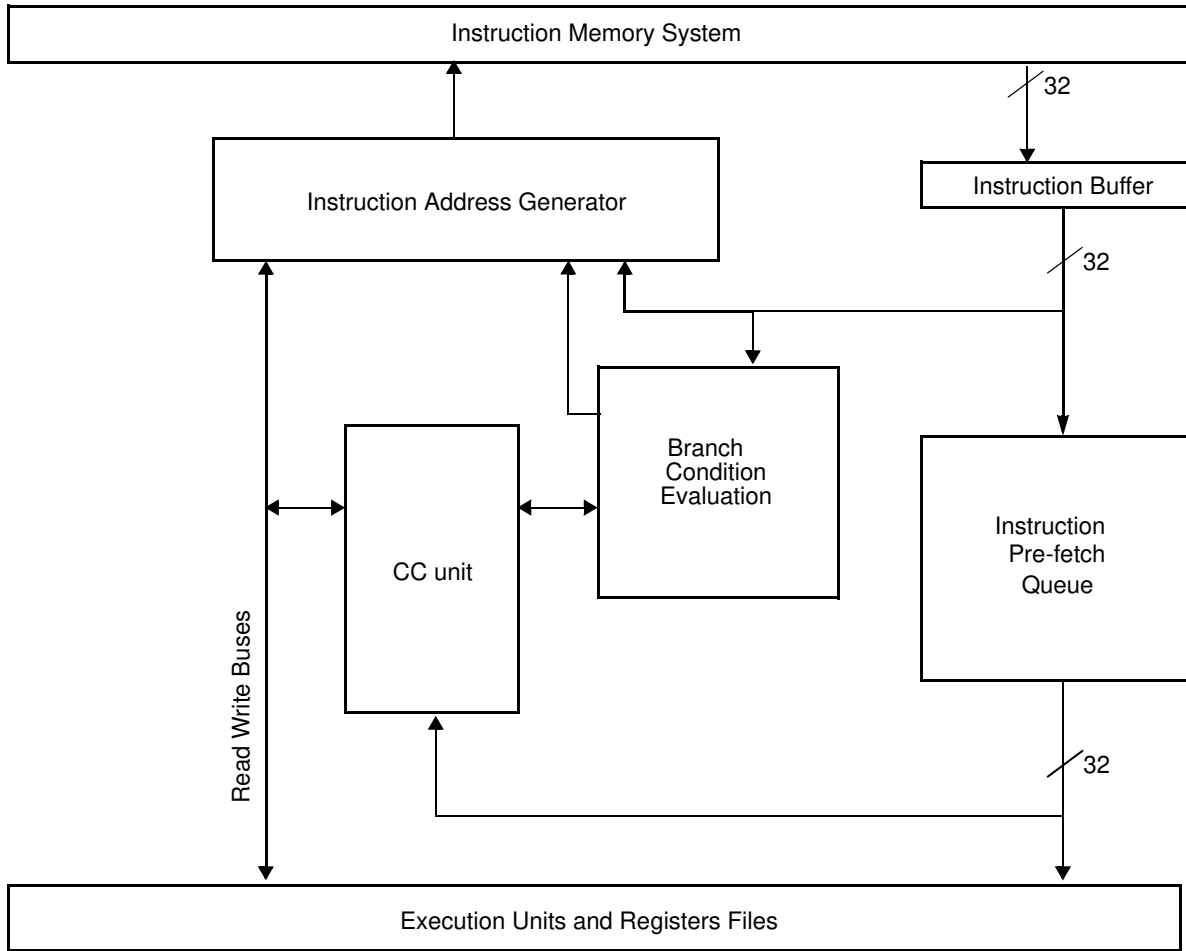 Instruction Memory System
32
Instruction Buffer
Instruction Address Generator
32
Branch
Condition
Evaluation
Instruction
Pre-fetch
Queue
CC unit
Read Write Buses
32
Execution Units and Registers Files